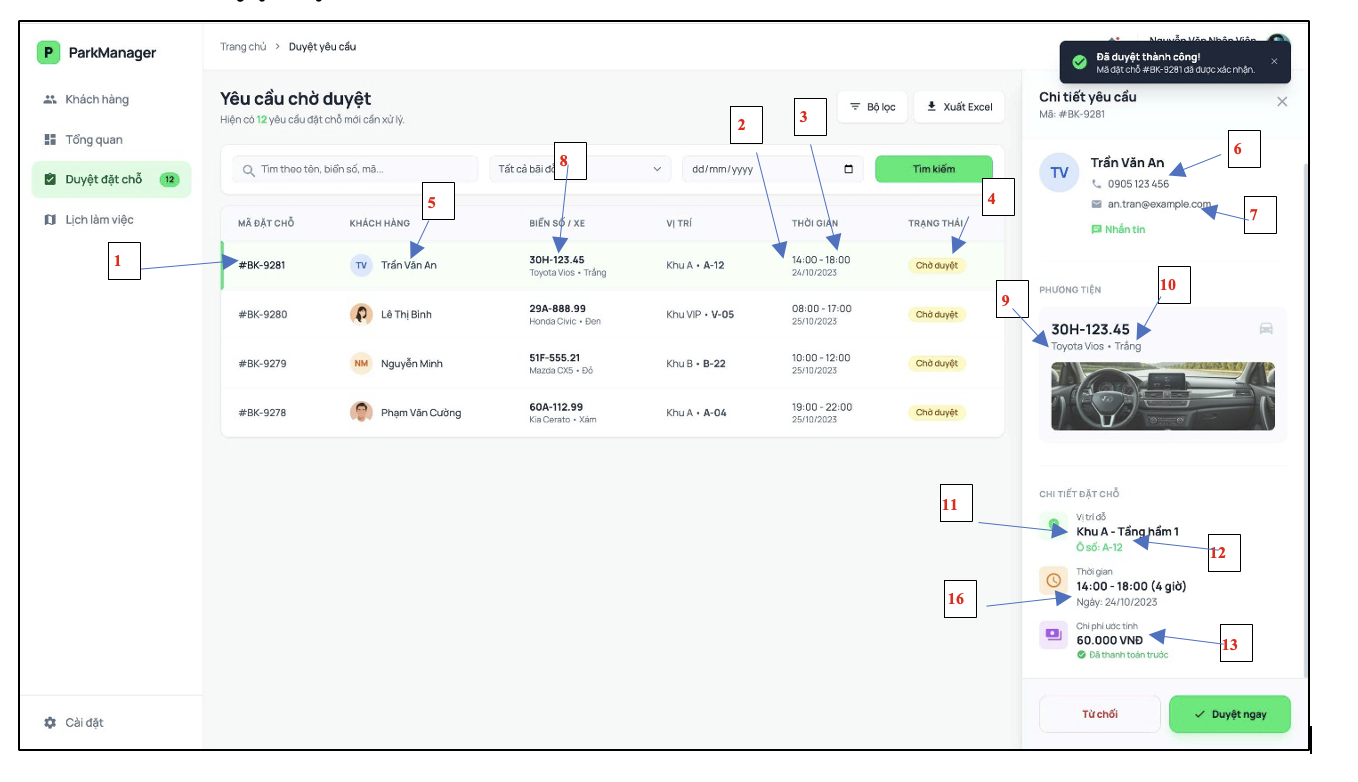 P ParkManager
Khách hàng
Tổng quan
Duyệt đặt chỗ 12
Lịch làm việc
Cài đặt
Trang chủ > Duyệt yêu cầu
Nguyễn Văn Nhân Viên
Đã duyệt thành công!
Mã đặt chỗ #BK-9281 đã được xác nhận.
Yêu cầu chờ duyệt
Hiện có 12 yêu cầu đặt chỗ mới cần xử lý.
Bộ lọc
Xuất Excel
2
3
Tìm theo tên, biển số, mã...
Tất cả bãi
8
dd/mm/yyyy
Tìm kiếm
5
4
1
MÃ ĐẶT CHỖ KHÁCH HÀNG BIỂN SỐ / XE VỊ TRÍ THỜI GIAN TRẠNG THÁI
#BK-9281 TV Trần Văn An 30H-123.45 Khu A • A-12 14:00 - 18:00 Chờ duyệt
Toyota Vios • Trắng 24/10/2023
#BK-9280 Lê Thị Bình 29A-888.99 Khu VIP • V-05 08:00 - 17:00 Chờ duyệt
Honda Civic • Đen 25/10/2023
#BK-9279 NM Nguyễn Minh 51F-555.21 Khu B • B-22 10:00 - 12:00 Chờ duyệt
Mazda CX5 • Đỏ 25/10/2023
#BK-9278 Phạm Văn Cường 60A-112.99 Khu A • A-04 19:00 - 22:00 Chờ duyệt
Kia Cerato • Xám 25/10/2023
Chi tiết yêu cầu
Mã: #BK-9281
6
TV Trần Văn An
0905 123 456
an.tran@example.com
7
Nhắn tin
PHƯƠNG TIỆN
9
10
30H-123.45
Toyota Vios • Trắng
CHI TIẾT ĐẶT CHỖ
11
Vị trí đỗ
Khu A - Tầng hầm 1
Ô số: A-12
12
Thời gian
14:00 - 18:00 (4 giờ)
Ngày: 24/10/2023
16
Chi phí ước tính
60.000 VNĐ
13
Đã thanh toán trước
Từ chối
Duyệt ngay